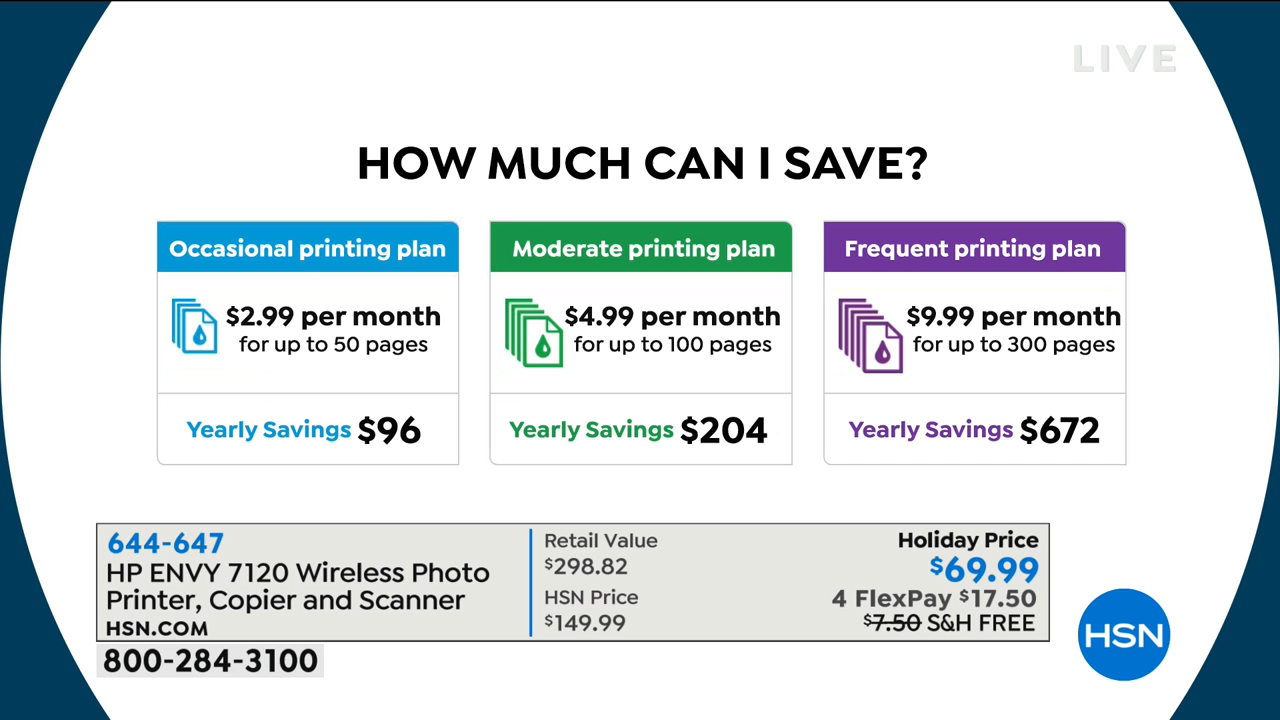 LIVE
HOW MUCH CAN I SAVE?
Occasional printing plan
$2.99 per month
for up to 50 pages
Yearly Savings $96
Moderate printing plan
$4.99 per month
for up to 100 pages
Yearly Savings $204
Frequent printing plan
$9.99 per month
for up to 300 pages
Yearly Savings $672
644-647
HP ENVY 7120 Wireless Photo
Printer, Copier and Scanner
HSN.COM
Retail Value
$298.82
HSN Price
$149.99
Holiday Price
$69.99
4 FlexPay $17.50
$7.50 S&H FREE
800-284-3100
HSN